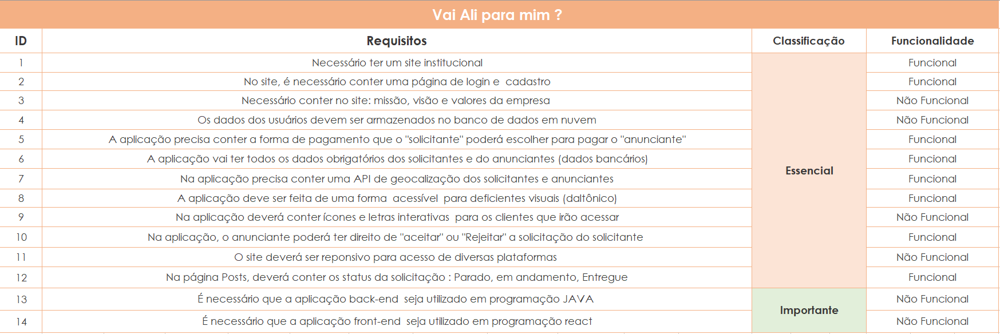 Vai Ali para mim ?
ID Requisitos Classificação Funcionalidade
1 Necessário ter um site institucional Funcional
2 No site, é necessário conter uma página de login e  cadastro Funcional
3 Necessário conter no site: missão, visão e valores da empresa Não Funcional
4 Os dados dos usuários devem ser armazenados no banco de dados em nuvem Não Funcional
5 A aplicação precisa conter a forma de pagamento que o "solicitante" poderá escolher para pagar o "anunciante" Funcional
6 A aplicação vai ter todos os dados obrigatórios dos solicitantes e do anunciantes (dados bancários) Funcional
Essencial
7 Na aplicação precisa conter uma API de geocalização dos solicitantes e anunciantes Funcional
8 A aplicação deve ser feita de uma forma  acessível  para deficientes visuais (daltônico) Funcional
9 Na aplicação deverá conter ícones e letras interativas  para os clientes que irão acessar Não Funcional
10 Na aplicação, o anunciante poderá ter direito de "aceitar" ou "Rejeitar" a solicitação do solicitante Funcional
11 O site deverá ser reponsivo para acesso de diversas plataformas Não Funcional
12 Na página Posts, deverá conter os status da solicitação : Parado, em andamento, Entregue Funcional
13 É necessário que a aplicação back-end  seja utilizado em programação JAVA Não Funcional
Importante
14 É necessário que a aplicação front-end  seja utilizado em programação react Não Funcional